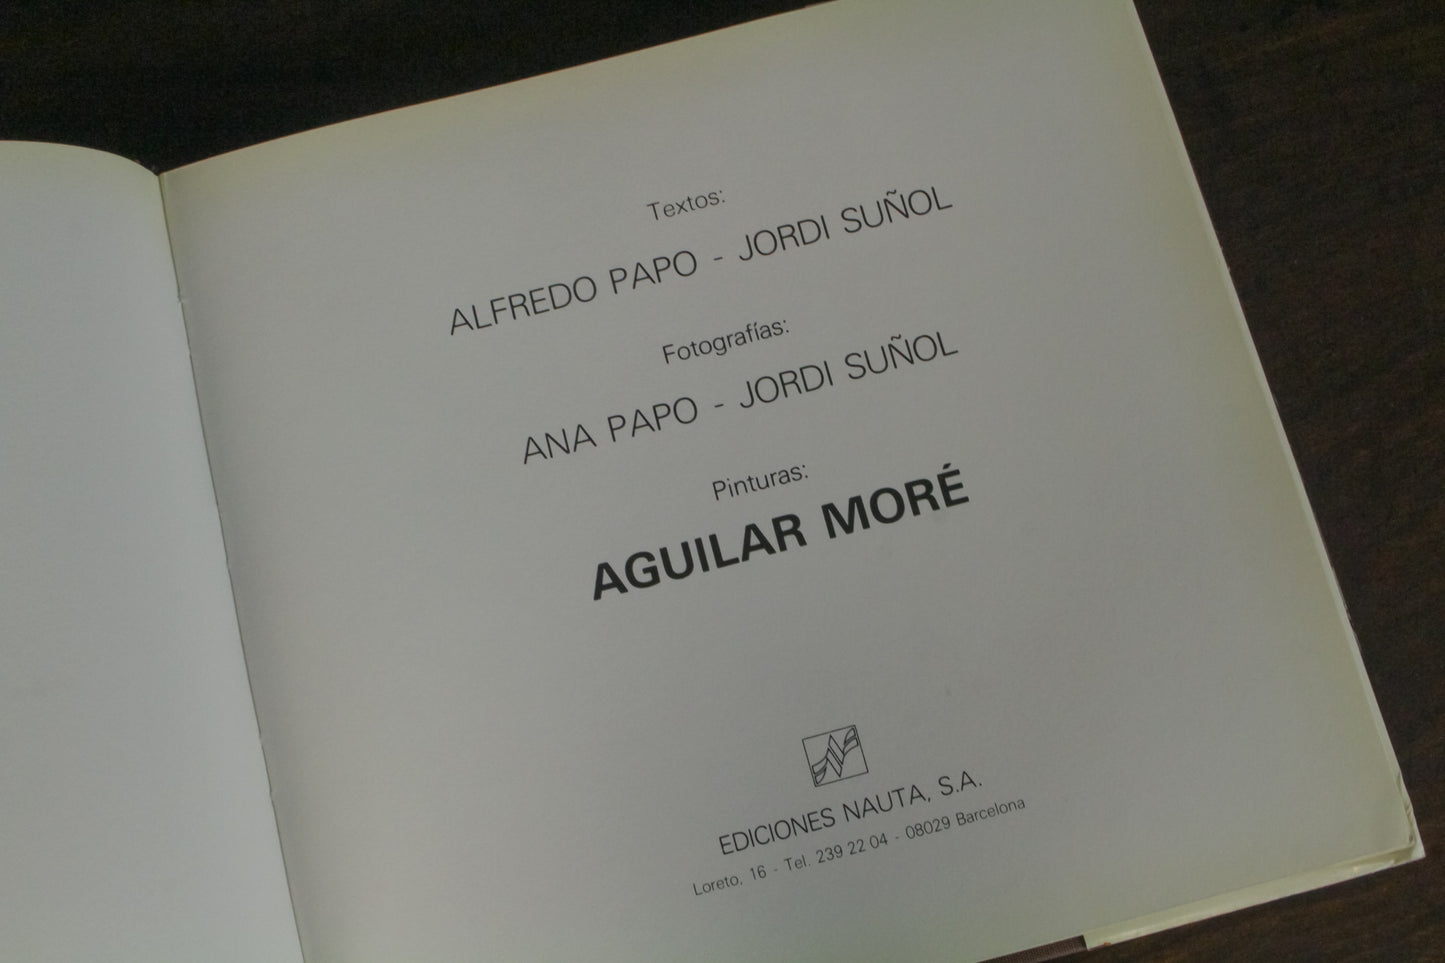 Textos:
ALFREDO PAPO - JORDI SUÑOL
Fotografías:
ANA PAPO - JORDI SUÑOL
Pinturas:
AGUILAR MORÉ
EDICIONES NAUTA, S.A.
Loreto, 16 - Tel. 239 22 04 - 08029 Barcelona